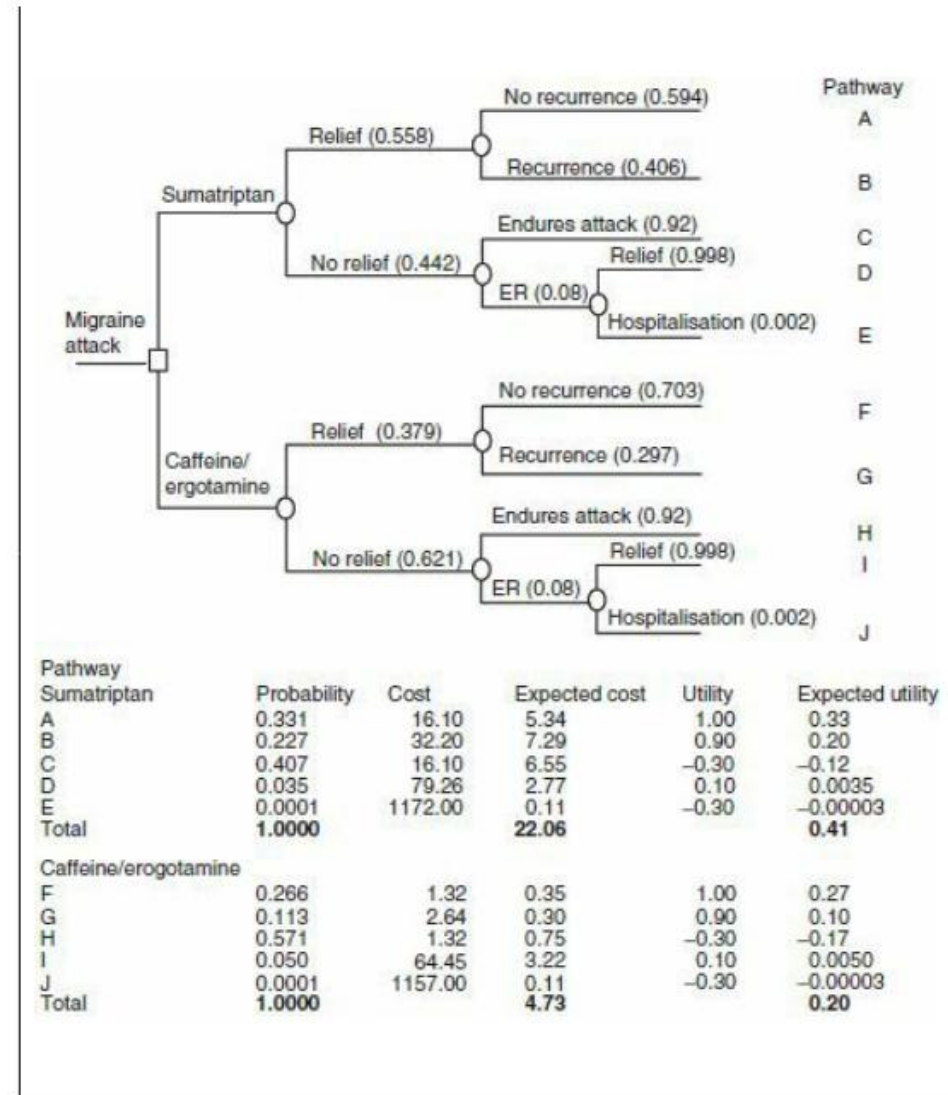 Pathway
No recurrence (0.594)
A
Relief (0.558)
Recurrence (0.406)
B
Sumatriptan
Endures attack (0.92)
C
No relief (0.442)
Relief (0.998)
D
ER (0.08)
Hospitalisation (0.002)
E
Migraine
attack
No recurrence (0.703)
F
Relief (0.379)
Recurrence (0.297)
G
Caffeine/
ergotamine
Endures attack (0.92)
H
No relief (0.621)
Relief (0.998)
I
ER (0.08)
Hospitalisation (0.002)
J
Pathway
Sumatriptan Probability Cost Expected cost Utility Expected utility
A 0.331 16.10 5.34 1.00 0.33
B 0.227 32.20 7.29 0.90 0.20
C 0.407 16.10 6.55 –0.30 –0.12
D 0.035 79.26 2.77 0.10 0.0035
E 0.0001 1172.00 0.11 –0.30 –0.00003
Total 1.0000 22.06 0.41
Caffeine/erogotamine
F 0.266 1.32 0.35 1.00 0.27
G 0.113 2.64 0.30 0.90 0.10
H 0.571 1.32 0.75 –0.30 –0.17
I 0.050 64.45 3.22 0.10 0.0050
J 0.0001 1157.00 0.11 –0.30 –0.00003
Total 1.0000 4.73 0.20